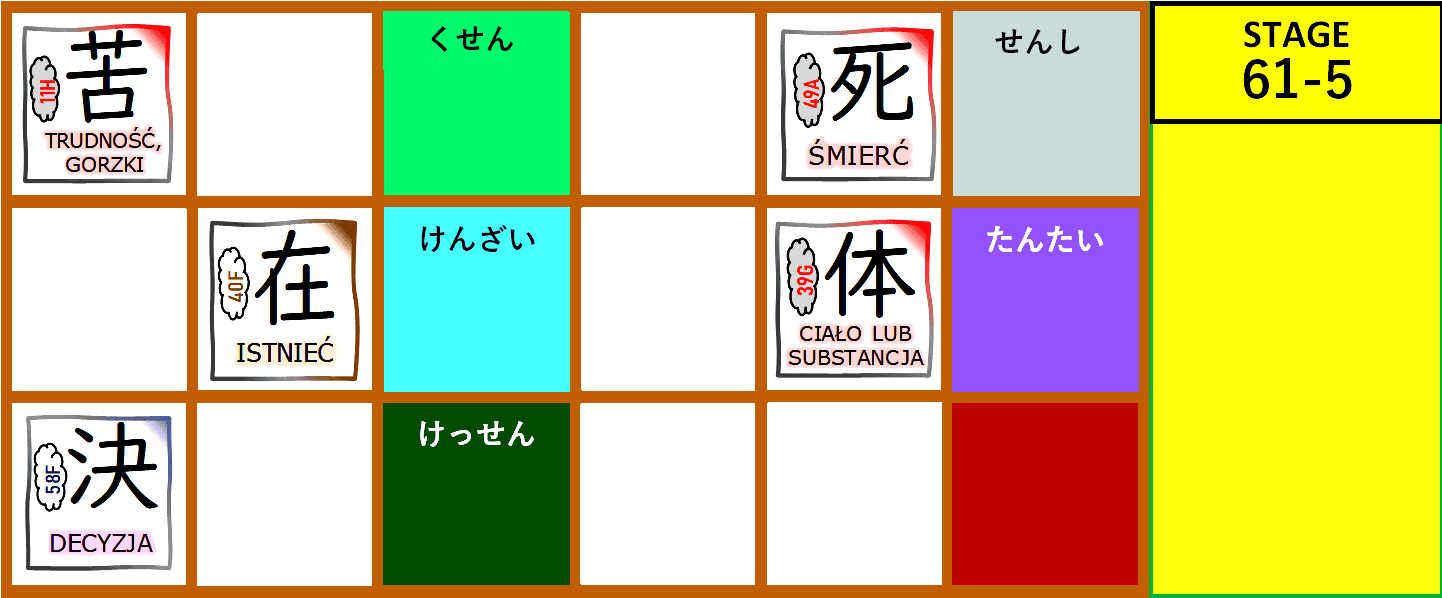 11H
苦
TRUDNOŚĆ,
GORZKI
くせん
49A
死
ŚMIERĆ
せんし
STAGE
61-5
40F
在
ISTNIEĆ
けんざい
39G
体
CIAŁO LUB
SUBSTANCJA
たんたい
58F
決
DECYZJA
けっせん